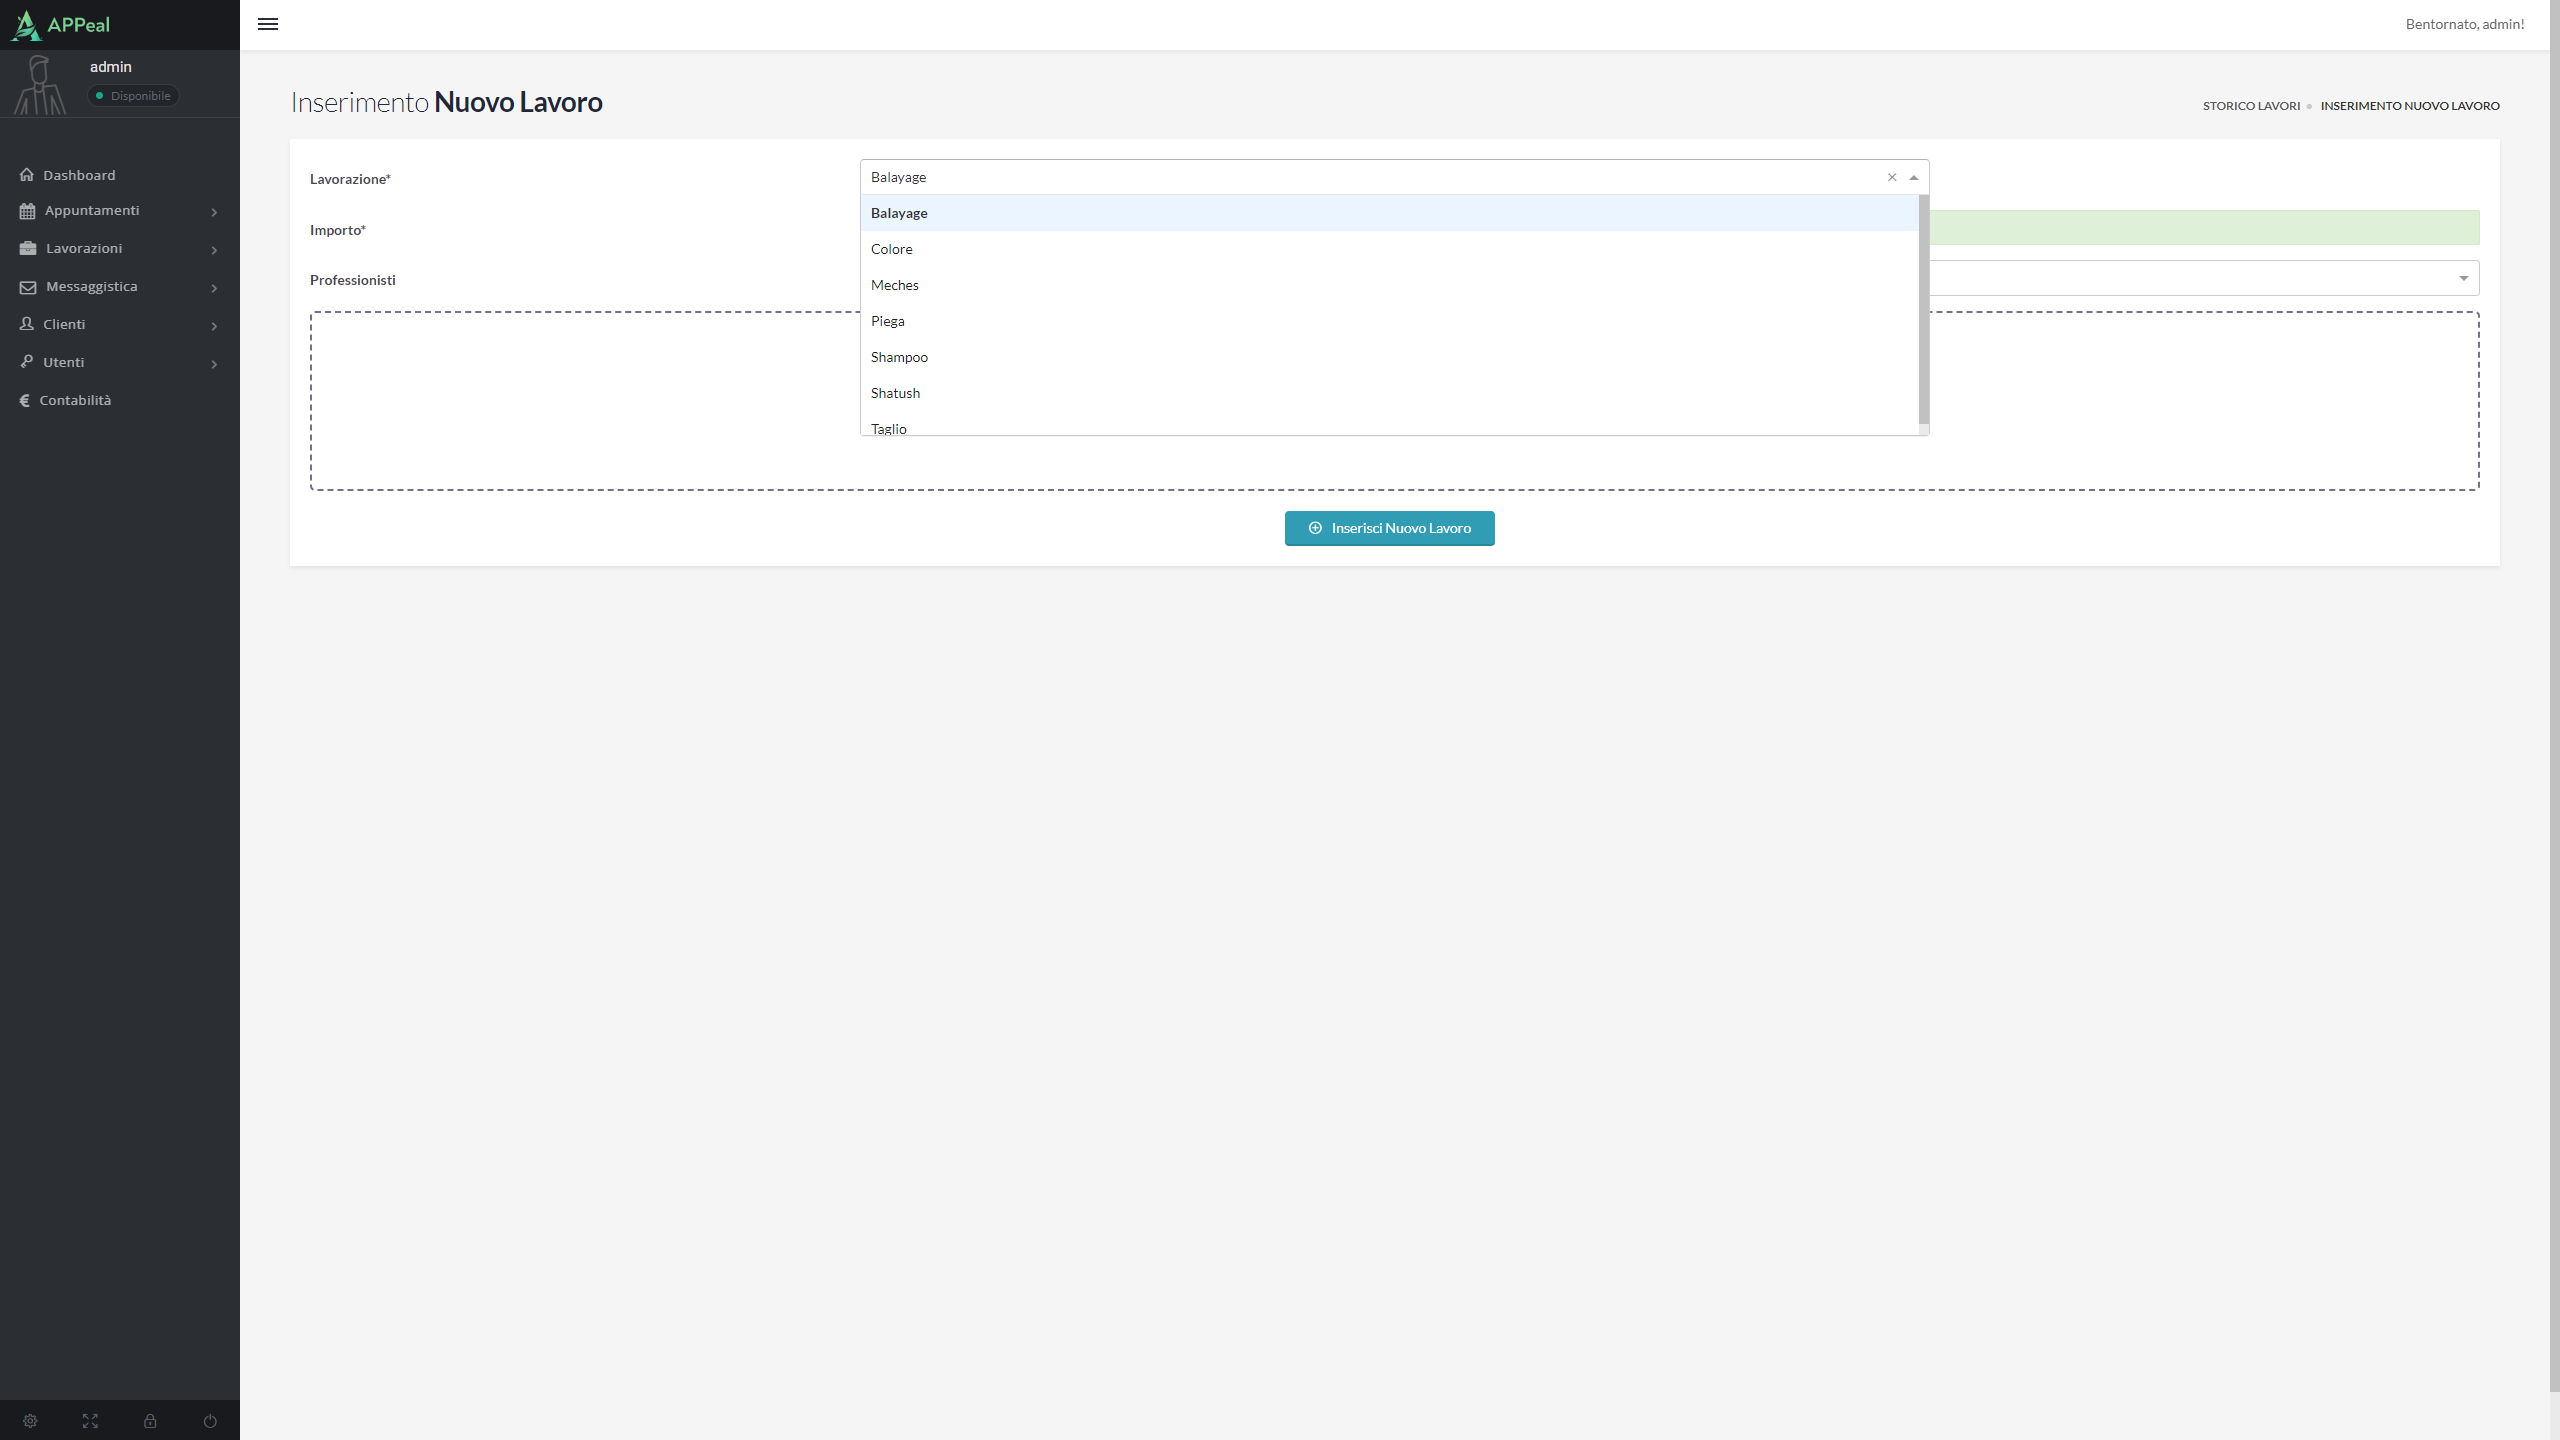 APPeal
Bentornato, admin!
admin
Disponibile
Inserimento Nuovo Lavoro
STORICO LAVORI
INSERIMENTO NUOVO LAVORO
Dashboard
Appuntamenti
Lavorazioni
Messaggistica
Clienti
Utenti
€ Contabilità
Lavorazione*
Balayage
Importo*
Professionisti
Balayage
Colore
Meches
Piega
Shampoo
Shatush
Taglio
Inserisci Nuovo Lavoro